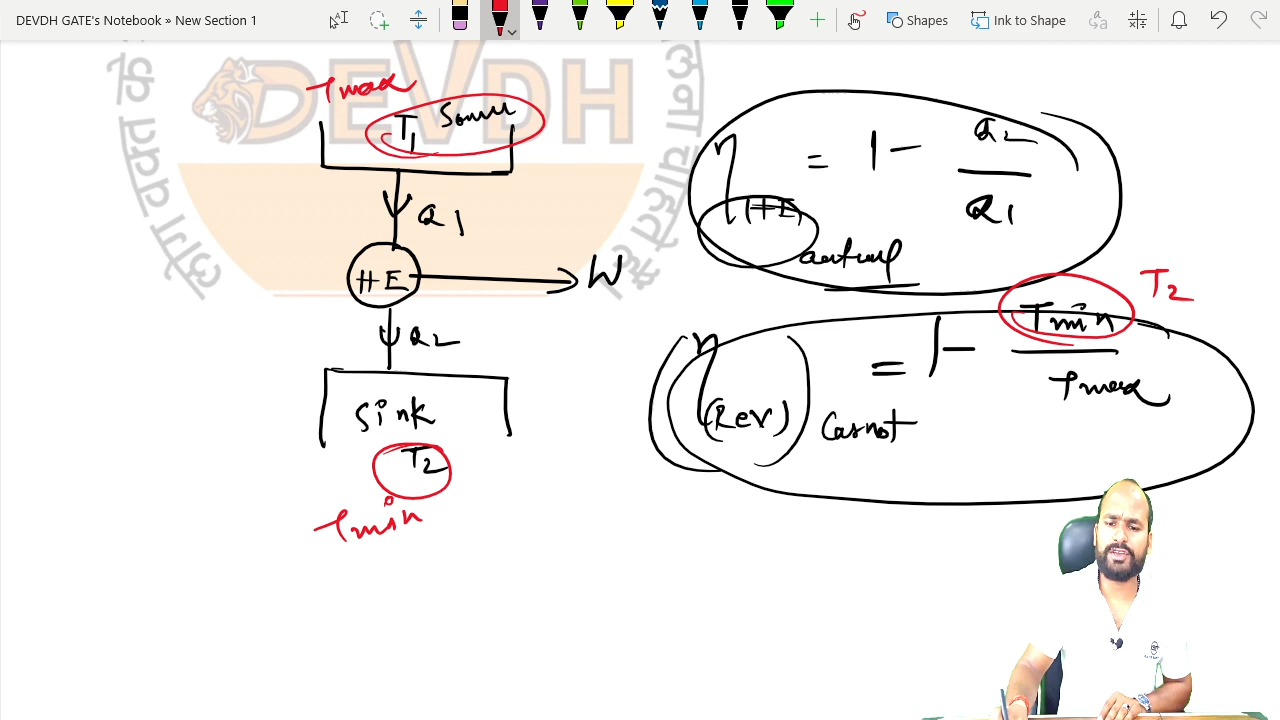 DEVDH GATE's Notebook » New Section 1
Shapes
Ink to Shape
DEVDH
Tmax
T1 Source
Q1
HE
W
Q2
Sink
T2
Tmin
η(HE) actual = 1 - Q2/Q1
η(Rev) Carnot = 1 - Tmin/Tmax
T2